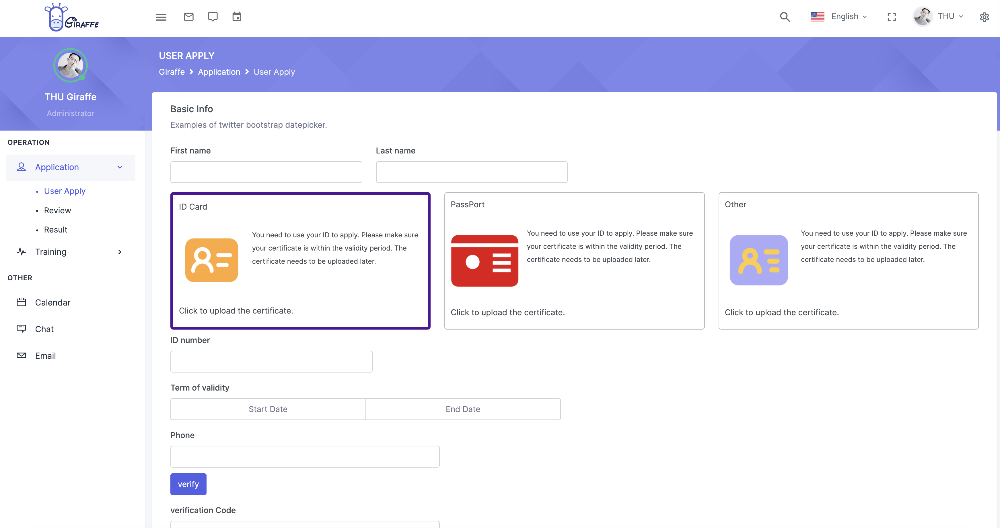 GIRAFFE
English
THU
THU Giraffe
Administrator
OPERATION
Application
User Apply
Review
Result
Training
OTHER
Calendar
Chat
Email
USER APPLY
Giraffe > Application > User Apply
Basic Info
Examples of twitter bootstrap datepicker.
First name
Last name
ID Card
You need to use your ID to apply. Please make sure
your certificate is within the validity period. The
certificate needs to be uploaded later.
Click to upload the certificate.
PassPort
You need to use your ID to apply. Please make sure
your certificate is within the validity period. The
certificate needs to be uploaded later.
Click to upload the certificate.
Other
You need to use your ID to apply. Please make sure
your certificate is within the validity period. The
certificate needs to be uploaded later.
Click to upload the certificate.
ID number
Term of validity
Start Date
End Date
Phone
verify
verification Code